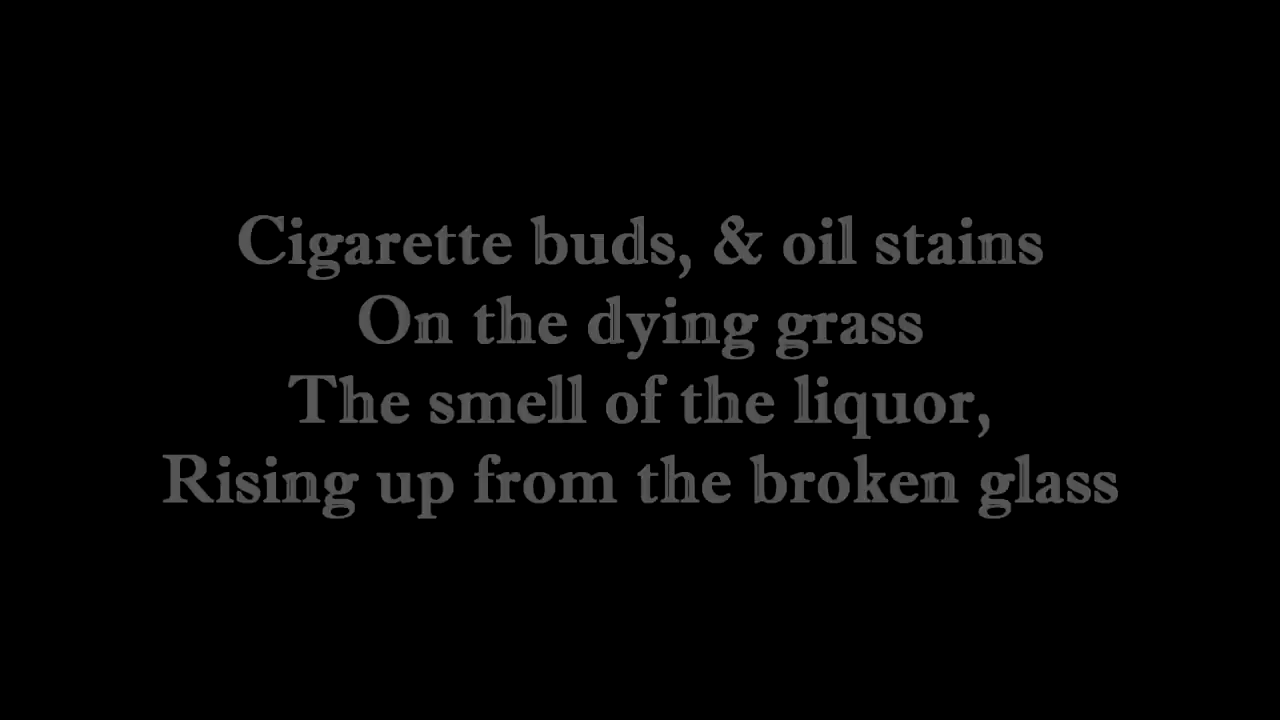 Cigarette buds, & oil stains
On the dying grass
The smell of the liquor,
Rising up from the broken glass